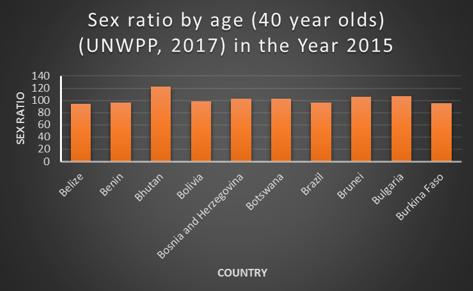 Sex ratio by age (40 year olds)
(UNWPP, 2017) in the Year 2015
140
120
100
80
60
40
20
0
SEX RATIO
Belize
Benin
Bhutan
Bolivia
Bosnia and Herzegovina
Botswana
Brazil
Brunei
Bulgaria
Burkina Faso
COUNTRY